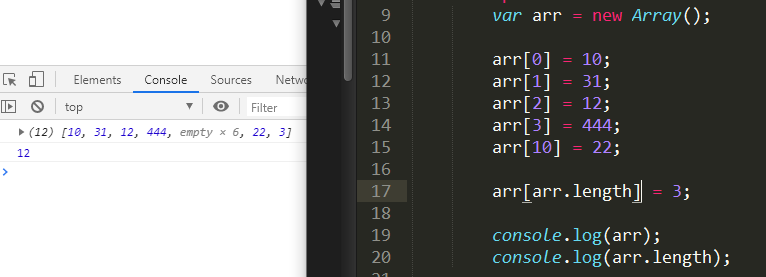 Elements Console Sources Netw
top Filter
(12) [10, 31, 12, 444, empty × 6, 22, 3]
12
9 var arr = new Array();
10
11 arr[0] = 10;
12 arr[1] = 31;
13 arr[2] = 12;
14 arr[3] = 444;
15 arr[10] = 22;
16
17 arr[arr.length] = 3;
18
19 console.log(arr);
20 console.log(arr.length);